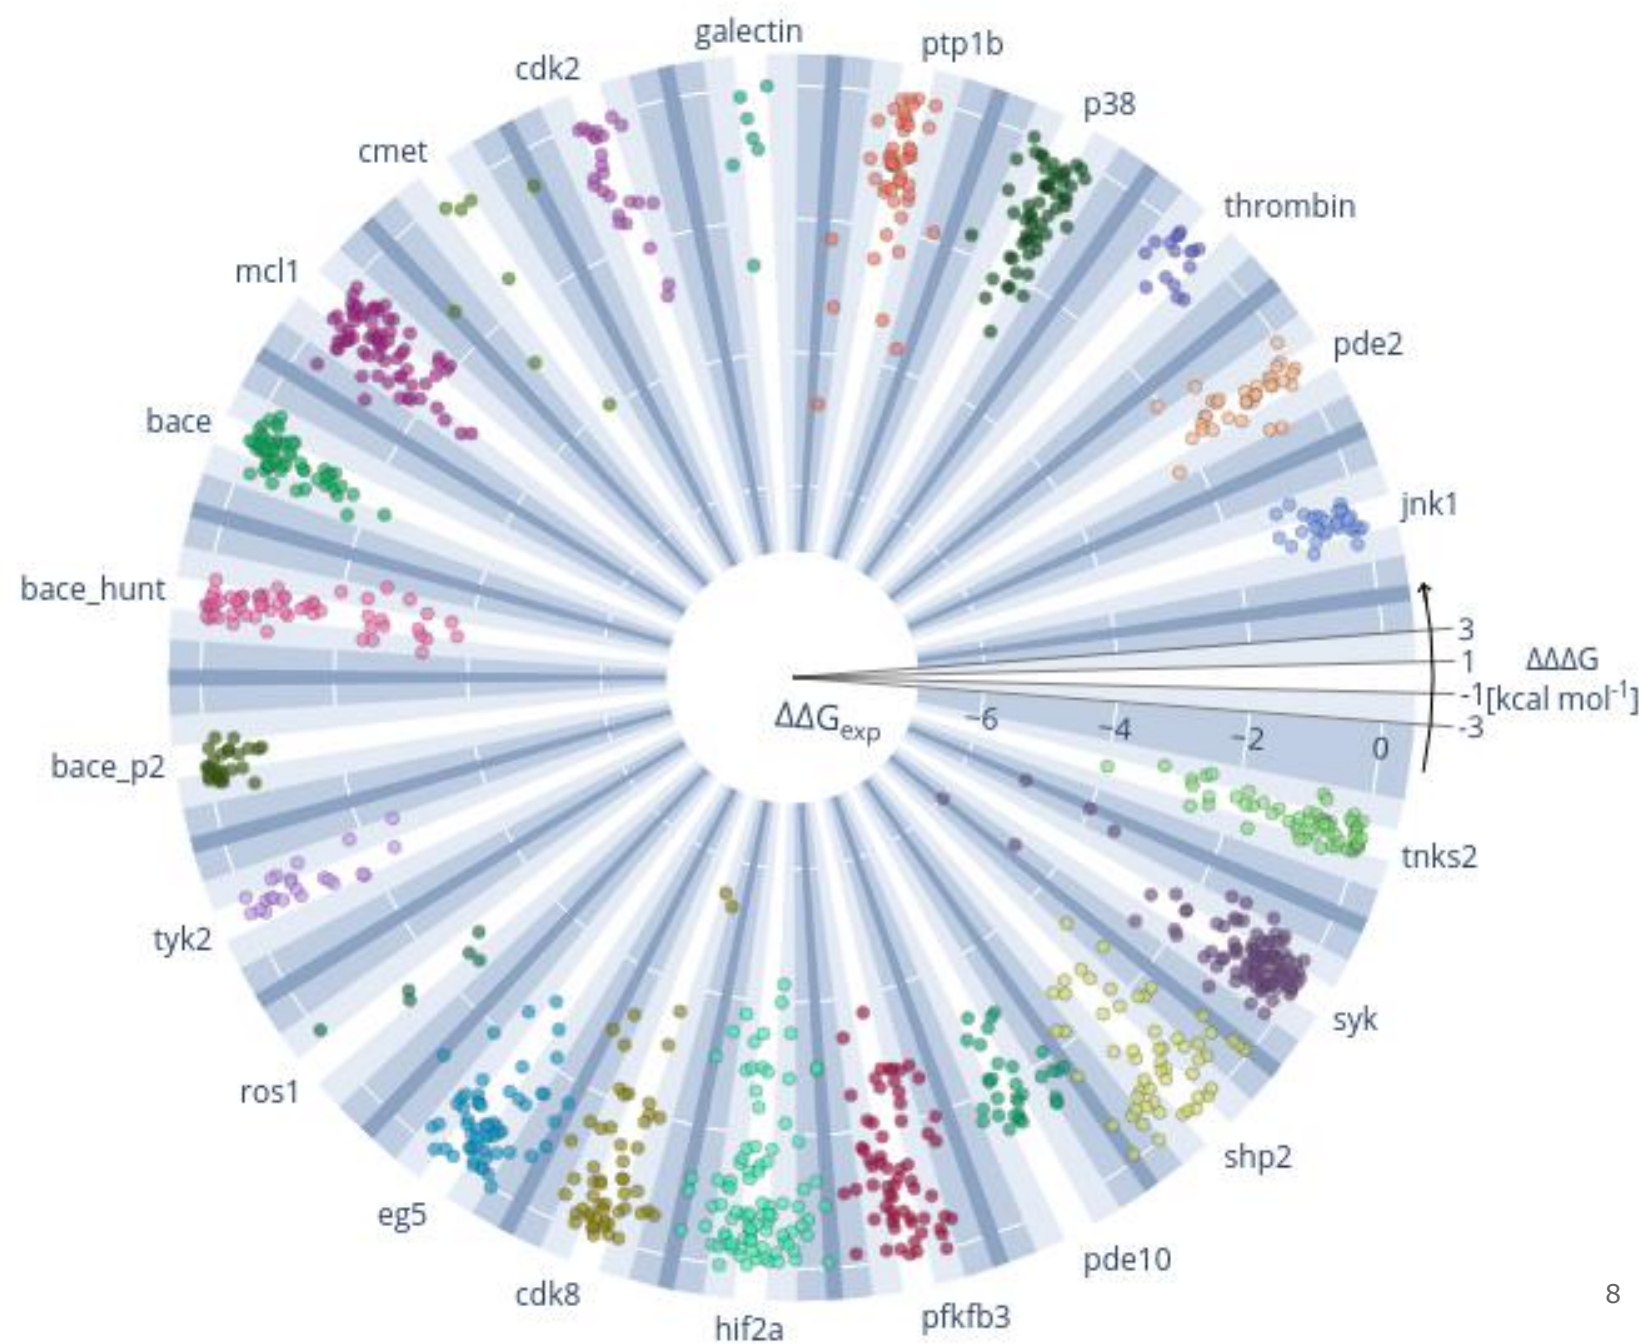 galectin
ptp1b
cdk2
p38
cmet
thrombin
mcl1
pde2
bace
jnk1
bace_hunt
3
1
ΔΔΔG
-1
[kcal mol-1]
-3
ΔΔGexp
−6
−4
−2
0
bace_p2
tnks2
tyk2
syk
ros1
shp2
eg5
pde10
cdk8
pfkfb3
hif2a
8